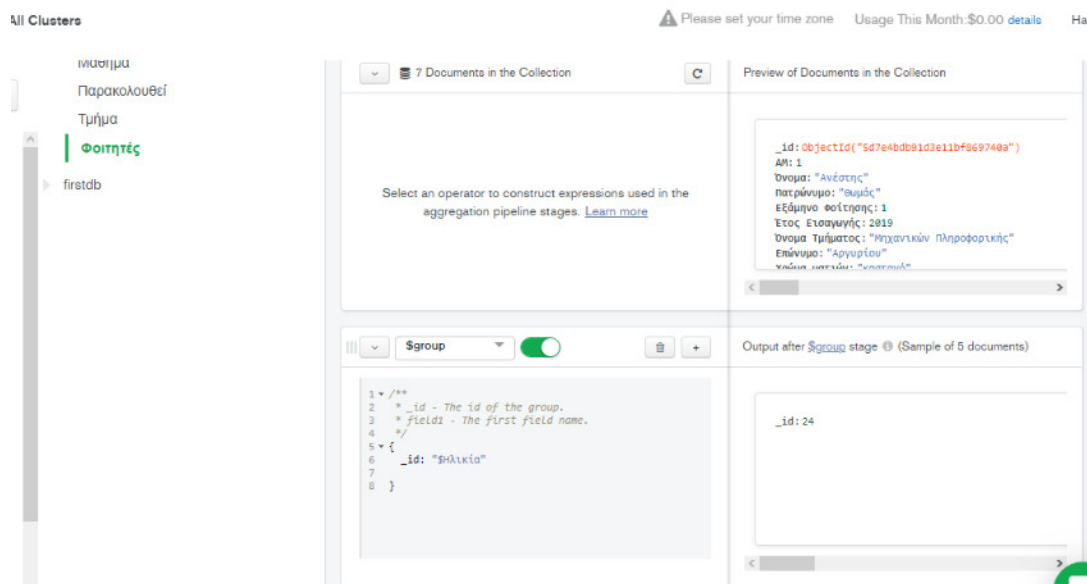 All Clusters
Please set your time zone Usage This Month:$0.00 details Ha
Μάθημα
Παρακολουθεί
Τμήμα
Φοιτητές
firstdb
7 Documents in the Collection
Preview of Documents in the Collection
Select an operator to construct expressions used in the
aggregation pipeline stages. Learn more
_id:ObjectId("5d7e4bdb91d3e11bf869740a")
ΑΜ:1
Όνομα:"Ανέστης"
Πατρώνυμο:"Θωμάς"
Εξάμηνο Φοίτησης:1
Έτος Εισαγωγής:2019
Όνομα Τμήματος:"Μηχανικών Πληροφορικής"
Επώνυμο:"Αργυρίου"
Χρώμα ματιών:"καστανό"
$group
Output after $group stage (Sample of 5 documents)
1 /**
2 * _id - The id of the group.
3 * field1 - The first field name.
4 */
5 {
6 _id: "$Ηλικία"
7
8 }
_id:24